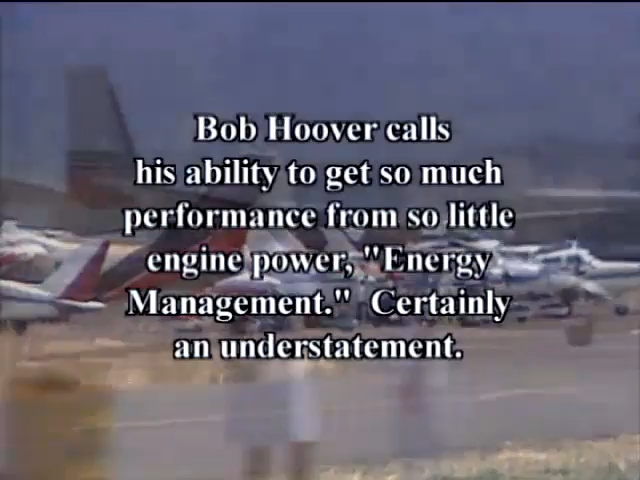 Bob Hoover calls
his ability to get so much
performance from so little
engine power, "Energy
Management."  Certainly
an understatement.